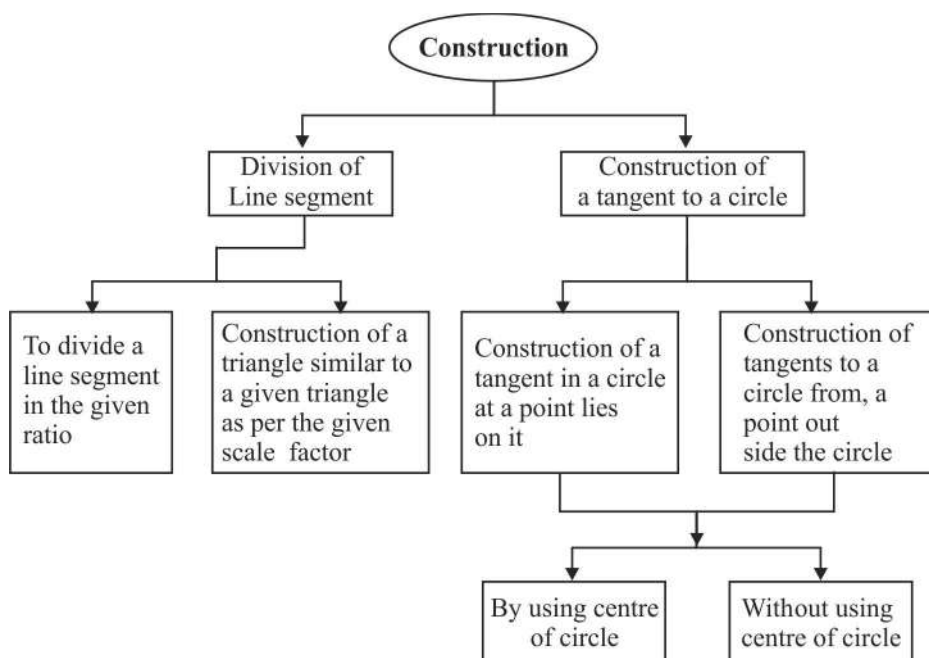 Construction
Division of
Line segment
Construction of
a tangent to a circle
To divide a
line segment
in the given
ratio
Construction of a
triangle similar to
a given triangle
as per the given
scale factor
Construction of a
tangent in a circle
at a point lies
on it
Construction of
tangents to a
circle from, a
point out
side the circle
By using centre
of circle
Without using
centre of circle